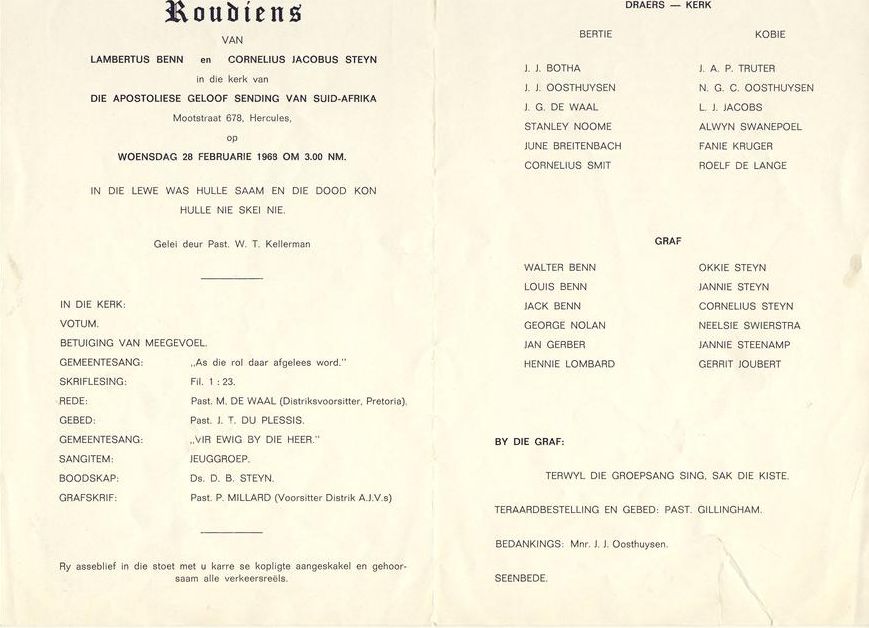 Roudiens
VAN
LAMBERTUS BENN en CORNELIUS JACOBUS STEYN
in die kerk van
DIE APOSTOLIESE GELOOF SENDING VAN SUID-AFRIKA
Mootstraat 678, Hercules,
op
WOENSDAG 28 FEBRUARIE 1968 OM 3.00 NM.
IN DIE LEWE WAS HULLE SAAM EN DIE DOOD KON
HULLE NIE SKEI NIE.
Gelei deur Past. W. T. Kellerman
IN DIE KERK:
VOTUM.
BETUIGING VAN MEEGEVOEL.
GEMEENTESANG: „As die rol daar afgelees word.”
SKRIFLESING: Fil. 1 : 23.
REDE: Past. M. DE WAAL (Distriksvoorsitter, Pretoria).
GEBED: Past. J. T. DU PLESSIS.
GEMEENTESANG: „VIR EWIG BY DIE HEER.”
SANGITEM: JEUGGROEP.
BOODSKAP: Ds. D. B. STEYN.
GRAFSKRIF: Past. P. MILLARD (Voorsitter Distrik A.J.V.s)
Ry asseblief in die stoet met u karre se kopligte aangeskakel en gehoor-
saam alle verkeersreëls.
DRAERS — KERK
BERTIE KOBIE
J. J. BOTHA J. A. P. TRUTER
J. J. OOSTHUYSEN N. G. C. OOSTHUYSEN
J. G. DE WAAL L. J. JACOBS
STANLEY NOOME ALWYN SWANEPOEL
JUNE BREITENBACH FANIE KRUGER
CORNELIUS SMIT ROELF DE LANGE
GRAF
WALTER BENN OKKIE STEYN
LOUIS BENN JANNIE STEYN
JACK BENN CORNELIUS STEYN
GEORGE NOLAN NEELSIE SWIERSTRA
JAN GERBER JANNIE STEENAMP
HENNIE LOMBARD GERRIT JOUBERT
BY DIE GRAF:
TERWYL DIE GROEPSANG SING, SAK DIE KISTE.
TERAARDBESTELLING EN GEBED: PAST. GILLINGHAM.
BEDANKINGS: Mnr. J. J. Oosthuysen.
SEENBEDE.